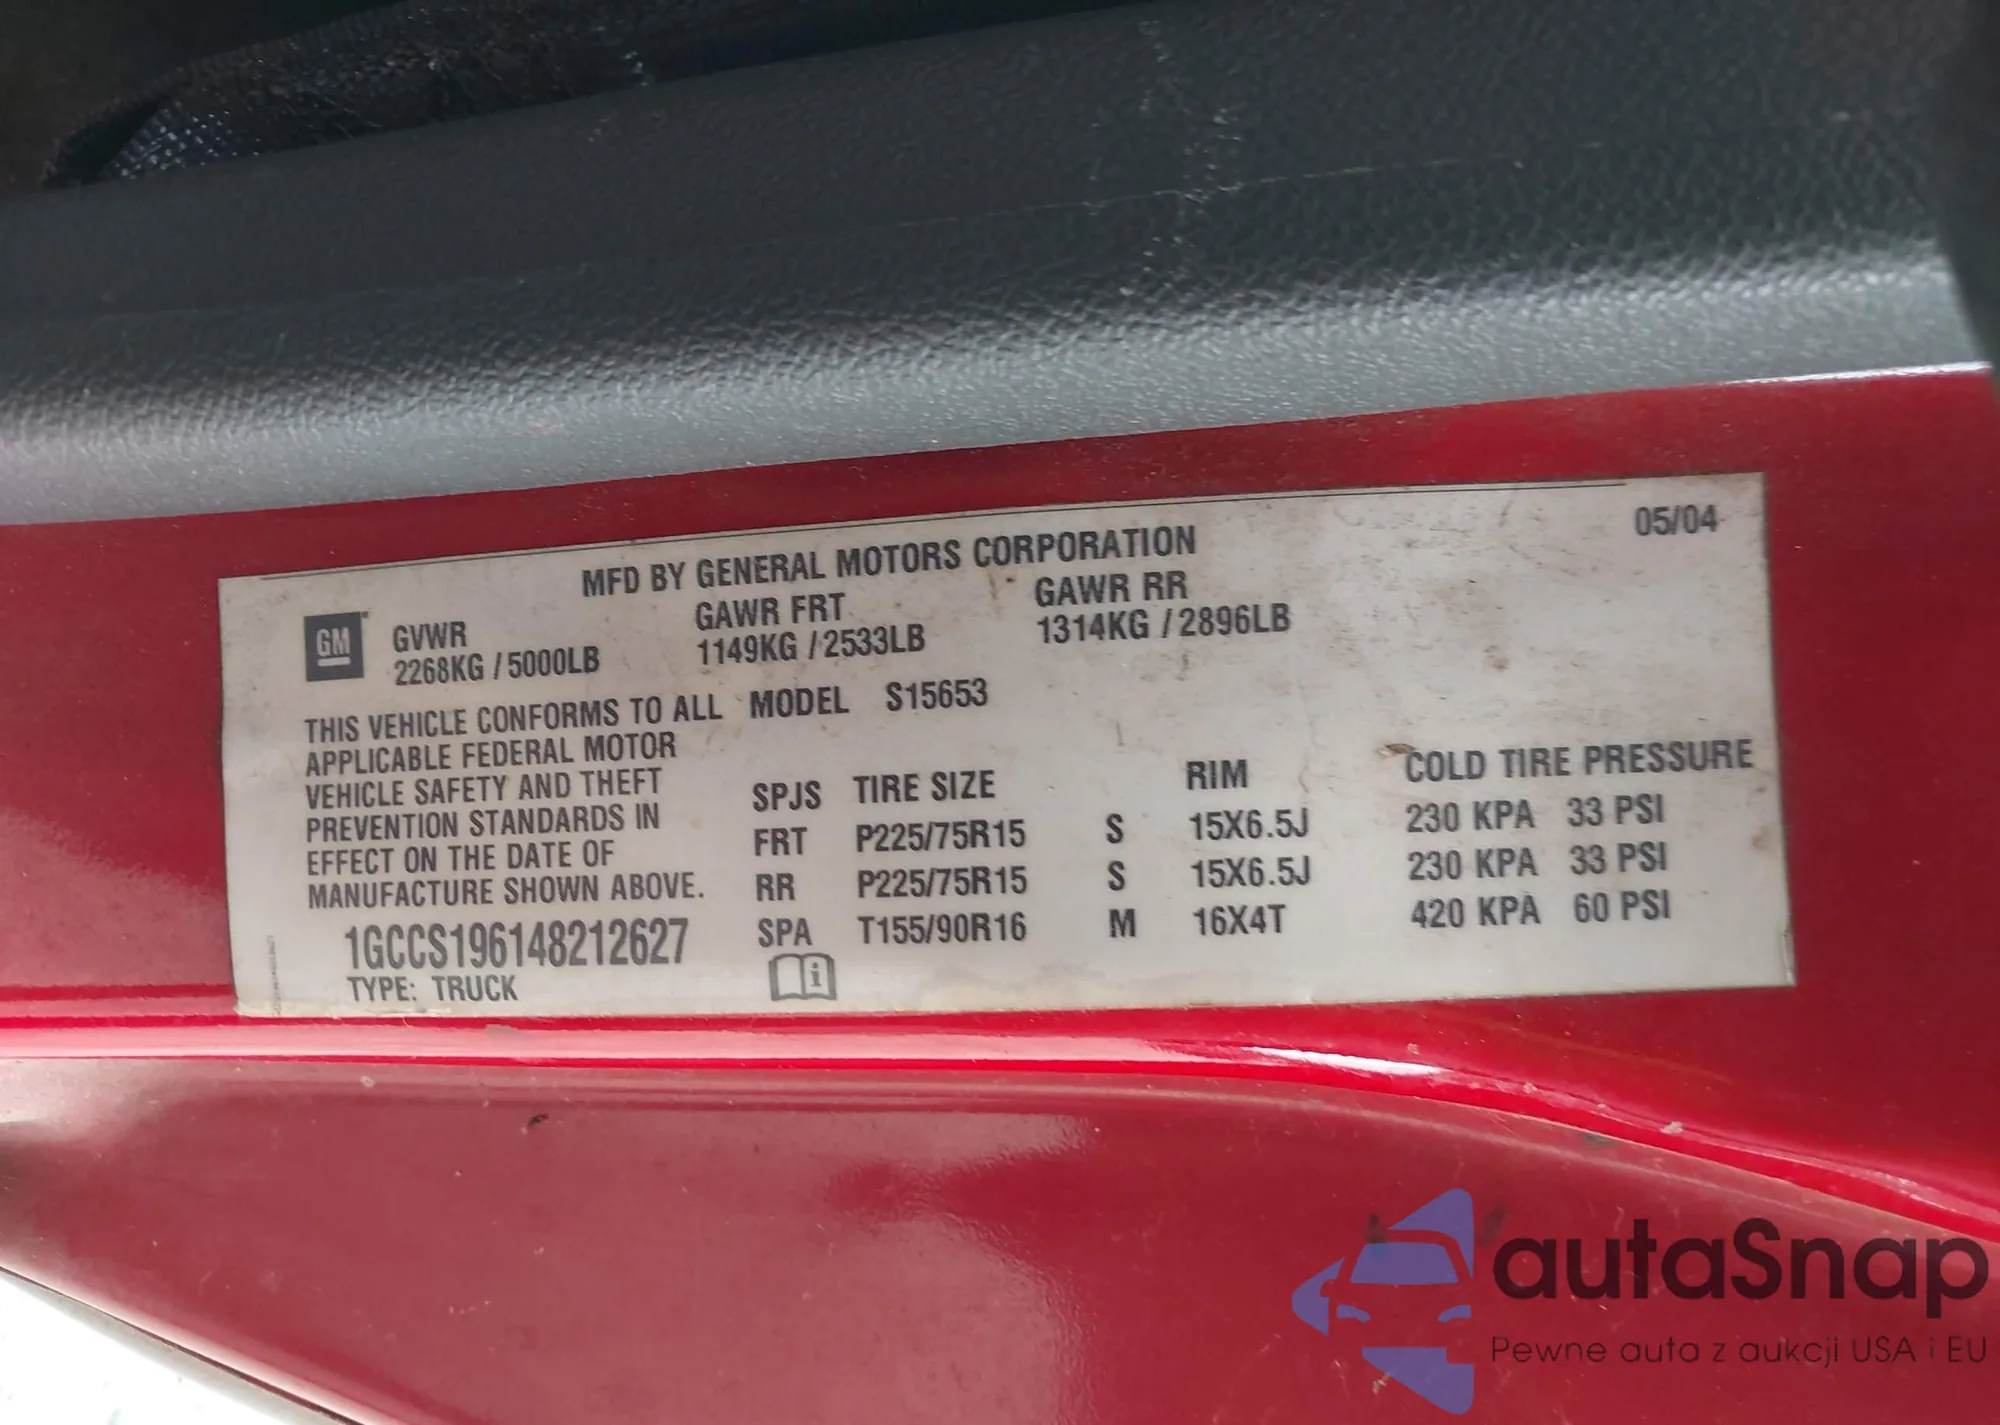 MFD BY GENERAL MOTORS CORPORATION 05/04
GM GVWR GAWR FRT GAWR RR
2268KG / 5000LB 1149KG / 2533LB 1314KG / 2896LB
THIS VEHICLE CONFORMS TO ALL MODEL S15653
APPLICABLE FEDERAL MOTOR
VEHICLE SAFETY AND THEFT
PREVENTION STANDARDS IN
EFFECT ON THE DATE OF
MANUFACTURE SHOWN ABOVE.
1GCCS196148212627
TYPE: TRUCK
SPJS TIRE SIZE RIM COLD TIRE PRESSURE
FRT P225/75R15 S 15X6.5J 230 KPA 33 PSI
RR P225/75R15 S 15X6.5J 230 KPA 33 PSI
SPA T155/90R16 M 16X4T 420 KPA 60 PSI
i
autaSnap
Pewne auta z aukcji USA i EU